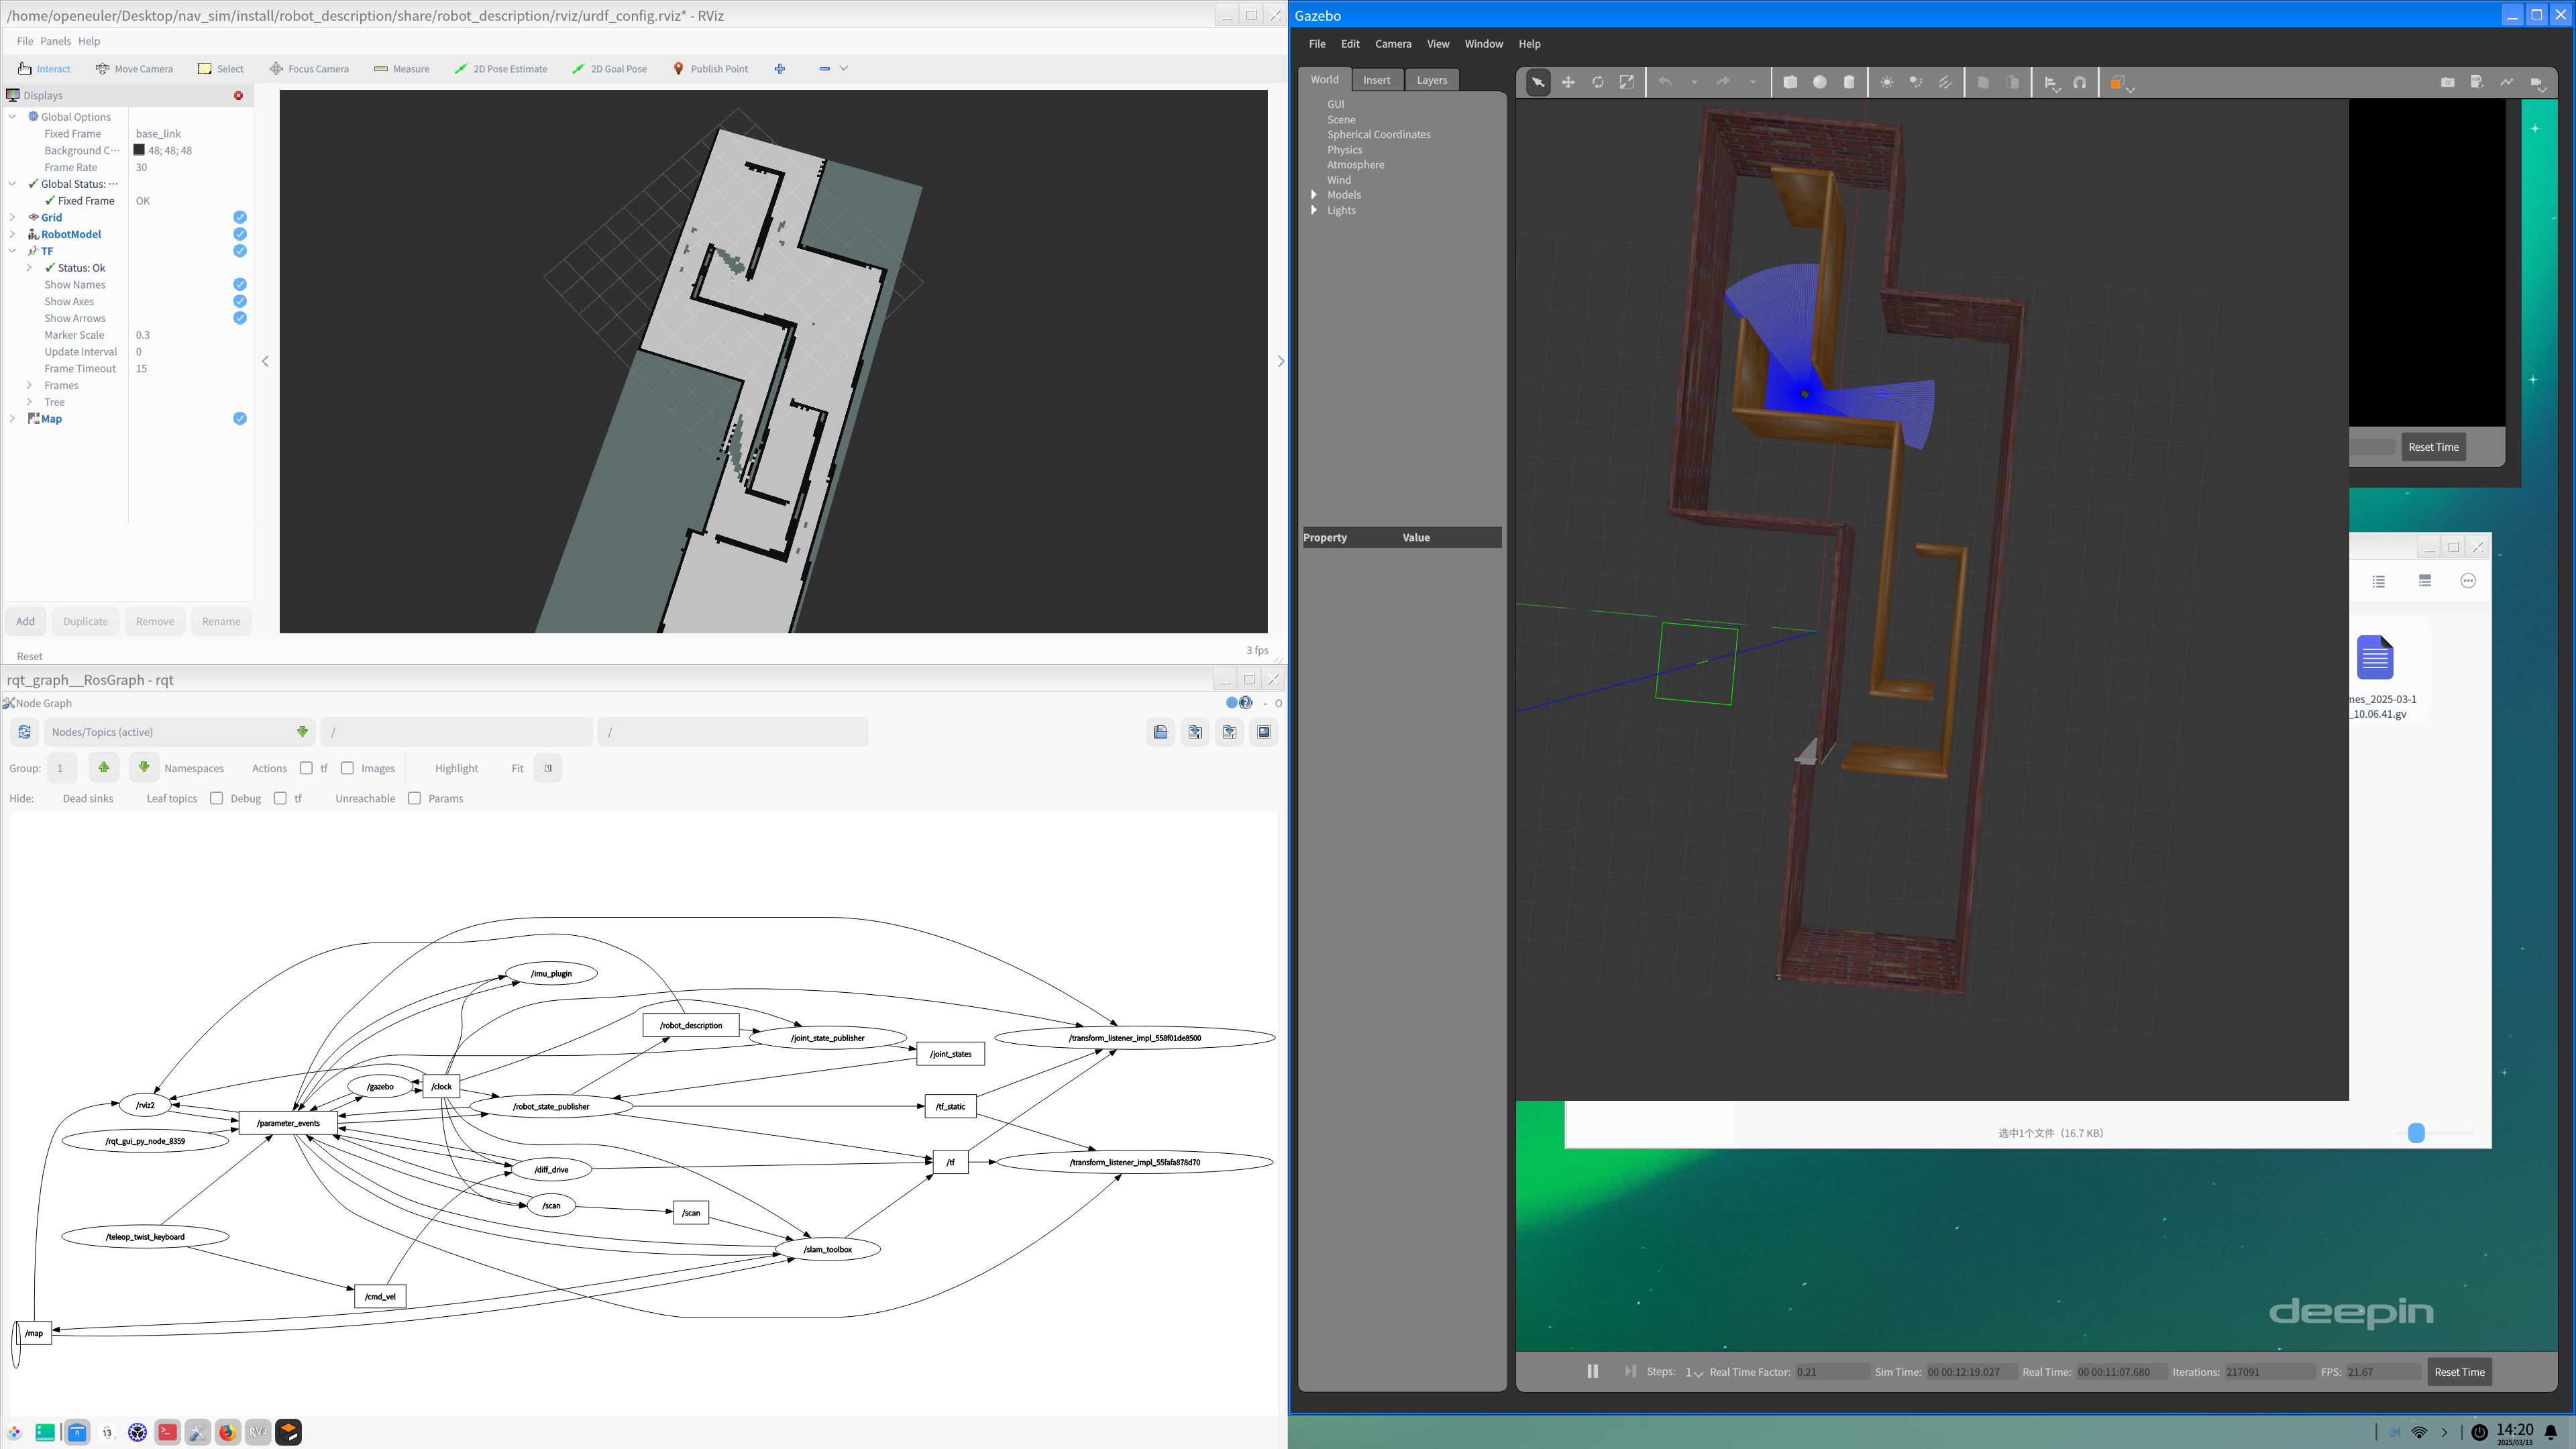 /home/openeuler/Desktop/nav_sim/install/robot_description/share/robot_description/rviz/urdf_config.rviz* - RViz
File Panels Help
Interact Move Camera Select Focus Camera Measure 2D Pose Estimate 2D Goal Pose Publish Point
Displays
Global Options
Fixed Frame base_link
Background C··· 48; 48; 48
Frame Rate 30
Global Status: ···
Fixed Frame OK
Grid
RobotModel
TF
Status: Ok
Show Names
Show Axes
Show Arrows
Marker Scale 0.3
Update Interval 0
Frame Timeout 15
Frames
Tree
Map
Add Duplicate Remove Rename
Reset
3 fps
rqt_graph__RosGraph - rqt
Node Graph
- O
Nodes/Topics (active) / /
Group: 1 Namespaces Actions tf Images Highlight Fit
Hide: Dead sinks Leaf topics Debug tf Unreachable Params
/imu_plugin
/robot_description
/joint_state_publisher
/transform_listener_impl_558f01de8500
/joint_states
/gazebo
/clock
/rviz2
/robot_state_publisher
/tf_static
/parameter_events
/rqt_gui_py_node_8359
/diff_drive
/tf
/transform_listener_impl_55fafa878d70
/scan
/scan
/teleop_twist_keyboard
/slam_toolbox
/cmd_vel
/map
Gazebo
File Edit Camera View Window Help
World Insert Layers
GUI
Scene
Spherical Coordinates
Physics
Atmosphere
Wind
Models
Lights
Property Value
Reset Time
mes_2025-03-1
_10.06.41.gv
选中1个文件（16.7 KB）
deepin
Steps: 1 Real Time Factor: 0.21 Sim Time: 00 00:12:19.027 Real Time: 00 00:11:07.680 Iterations: 217091 FPS: 21.67 Reset Time
13
RViz
14:20
2025/03/13